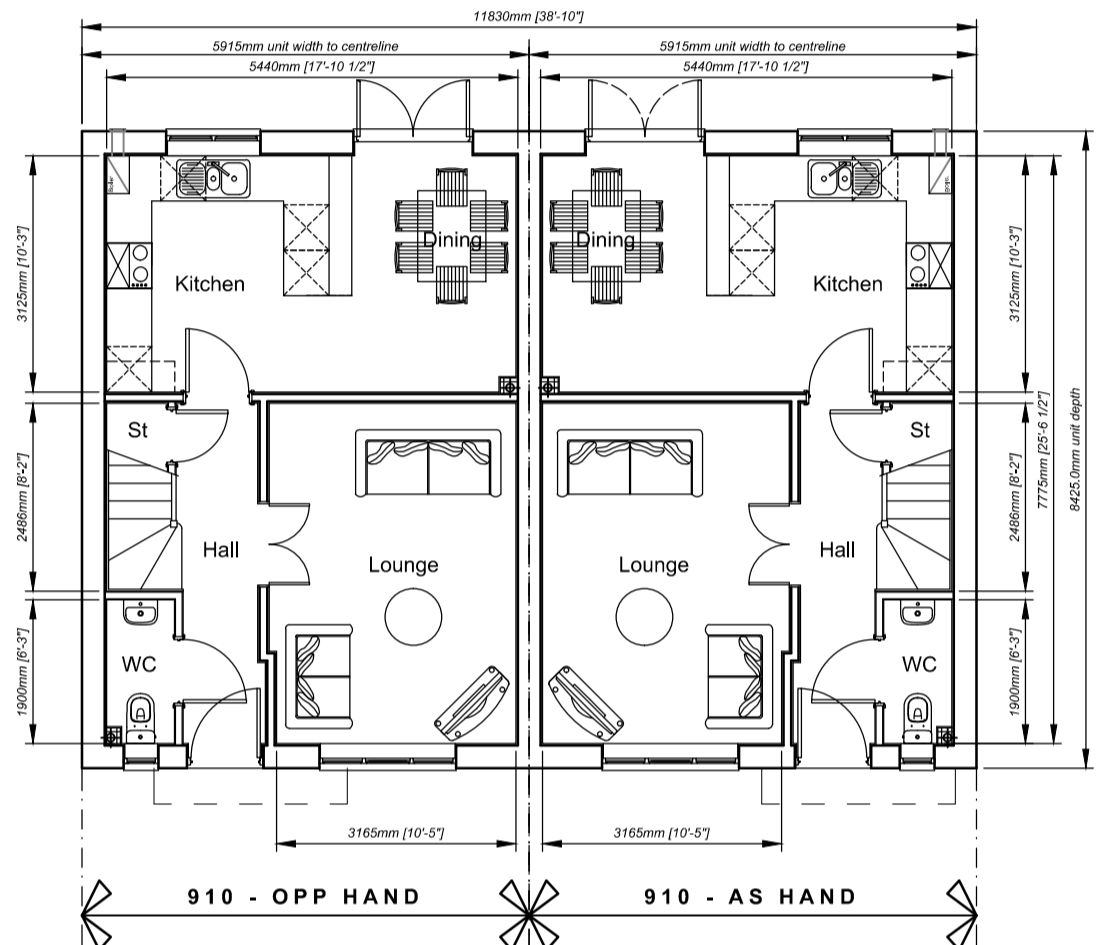 11830mm [38'-10"]
5915mm unit width to centreline
5915mm unit width to centreline
5440mm [17'-10 1/2"]
5440mm [17'-10 1/2"]
Boiler
Dining
Dining
Kitchen
Kitchen
3125mm [10'-3"]
3125mm [10'-3"]
St
St
2486mm [8'-2"]
2486mm [8'-2"]
7775mm [25'-6 1/2"]
8425.0mm unit depth
Hall
Lounge
Lounge
Hall
WC
WC
1900mm [6'-3"]
1900mm [6'-3"]
3165mm [10'-5"]
3165mm [10'-5"]
910 - OPP HAND
910 - AS HAND